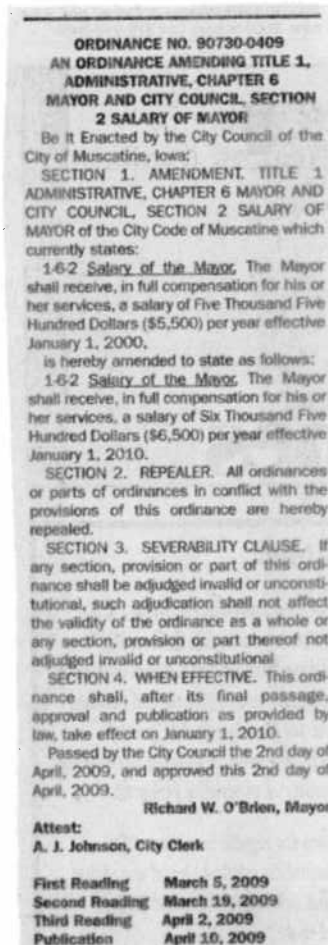 ORDINANCE NO. 90730-0409
AN ORDINANCE AMENDING TITLE 1,
ADMINISTRATIVE, CHAPTER 6
MAYOR AND CITY COUNCIL, SECTION
2 SALARY OF MAYOR
Be It Enacted by the City Council of the
City of Muscatine, Iowa:
SECTION 1. AMENDMENT. TITLE 1
ADMINISTRATIVE, CHAPTER 6 MAYOR AND
CITY COUNCIL, SECTION 2 SALARY OF
MAYOR of the City Code of Muscatine which
currently states:
1-6-2 Salary of the Mayor. The Mayor
shall receive, in full compensation for his or
her services, a salary of Five Thousand Five
Hundred Dollars ($5,500) per year effective
January 1, 2000,
is hereby amended to state as follows:
1-6-2 Salary of the Mayor. The Mayor
shall receive, in full compensation for his or
her services, a salary of Six Thousand Five
Hundred Dollars ($6,500) per year effective
January 1, 2010.
SECTION 2. REPEALER. All ordinances
or parts of ordinances in conflict with the
provisions of this ordinance are hereby
repealed.
SECTION 3. SEVERABILITY CLAUSE. If
any section, provision or part of this ordi-
nance shall be adjudged invalid or unconsti-
tutional, such adjudication shall not affect
the validity of the ordinance as a whole or
any section, provision or part thereof not
adjudged invalid or unconstitutional
SECTION 4. WHEN EFFECTIVE. This ordi-
nance shall, after its final passage,
approval and publication as provided by
law, take effect on January 1, 2010.
Passed by the City Council the 2nd day of
April, 2009, and approved this 2nd day of
April, 2009.
Richard W. O'Brien, Mayor
Attest:
A. J. Johnson, City Clerk
First Reading March 5, 2009
Second Reading March 19, 2009
Third Reading April 2, 2009
Publication April 10, 2009